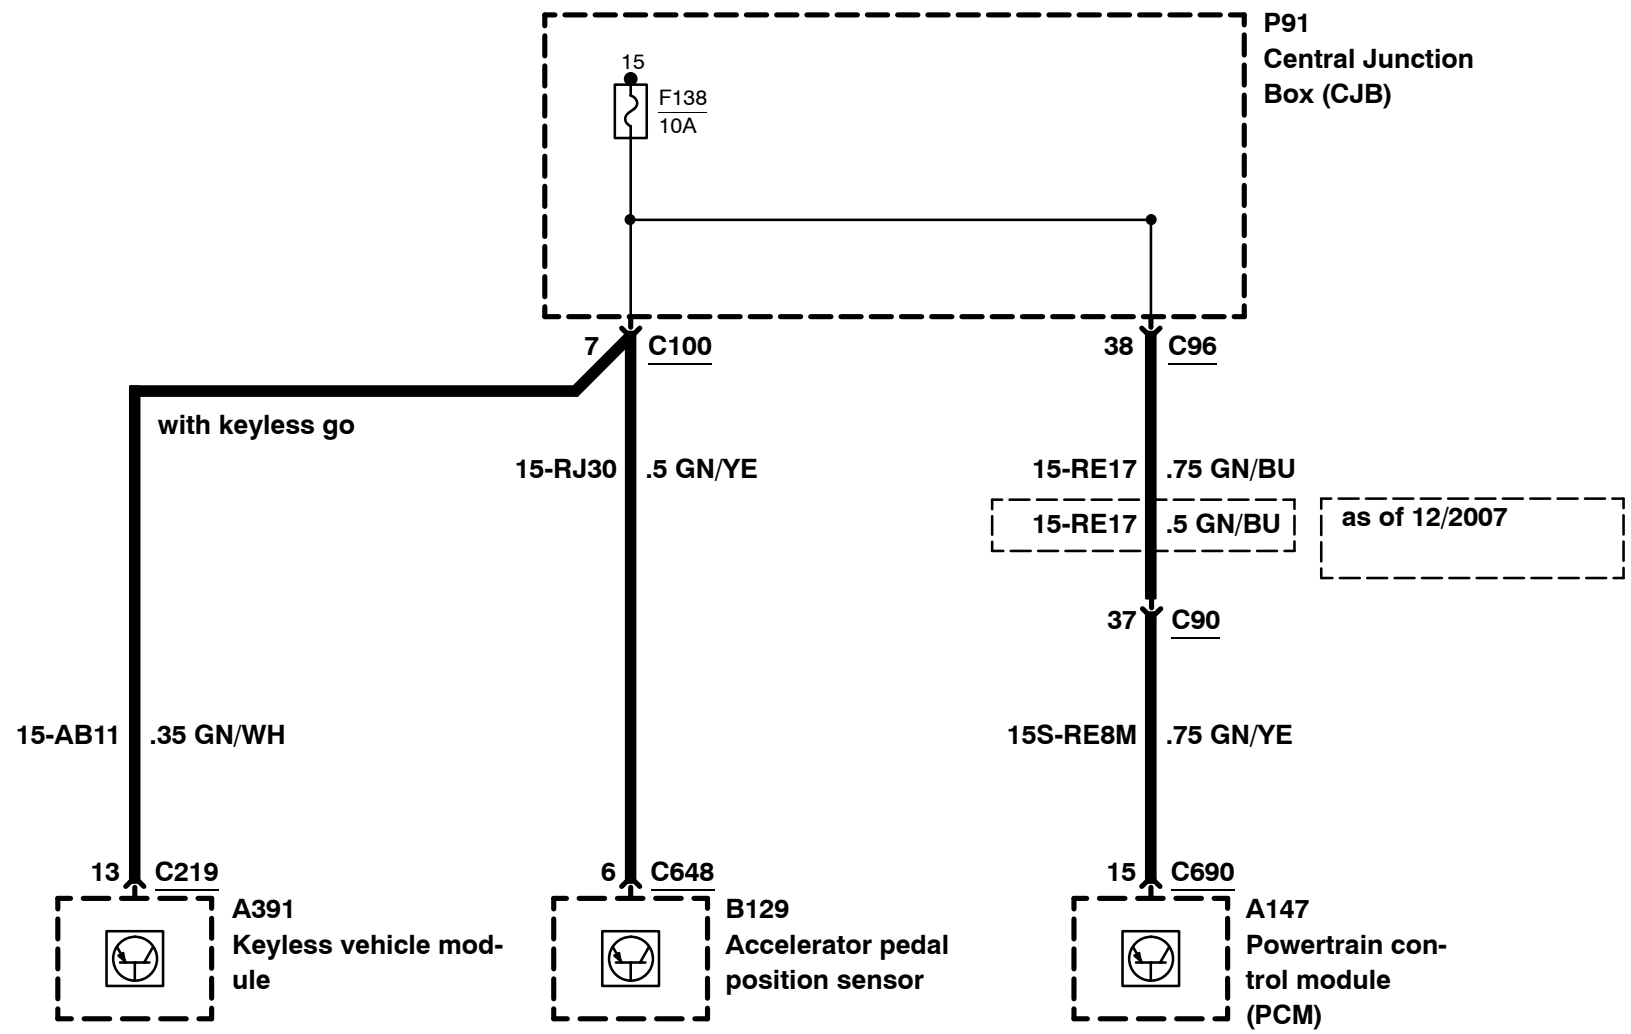 P91
Central Junction
Box (CJB)
15
F138
10A
7 C100
38 C96
with keyless go
15-RJ30 .5 GN/YE
15-RE17 .75 GN/BU
15-RE17 .5 GN/BU
as of 12/2007
37 C90
15-AB11 .35 GN/WH
15S-RE8M .75 GN/YE
13 C219
6 C648
15 C690
A391
Keyless vehicle mod-
ule
B129
Accelerator pedal
position sensor
A147
Powertrain con-
trol module
(PCM)